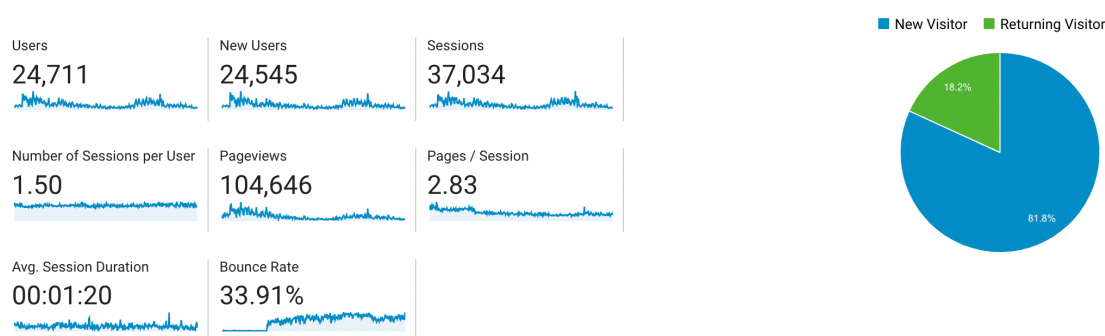 New Visitor
Returning Visitor
Users
24,711
New Users
24,545
Sessions
37,034
Number of Sessions per User
1.50
Pageviews
104,646
Pages / Session
2.83
Avg. Session Duration
00:01:20
Bounce Rate
33.91%
18.2%
81.8%